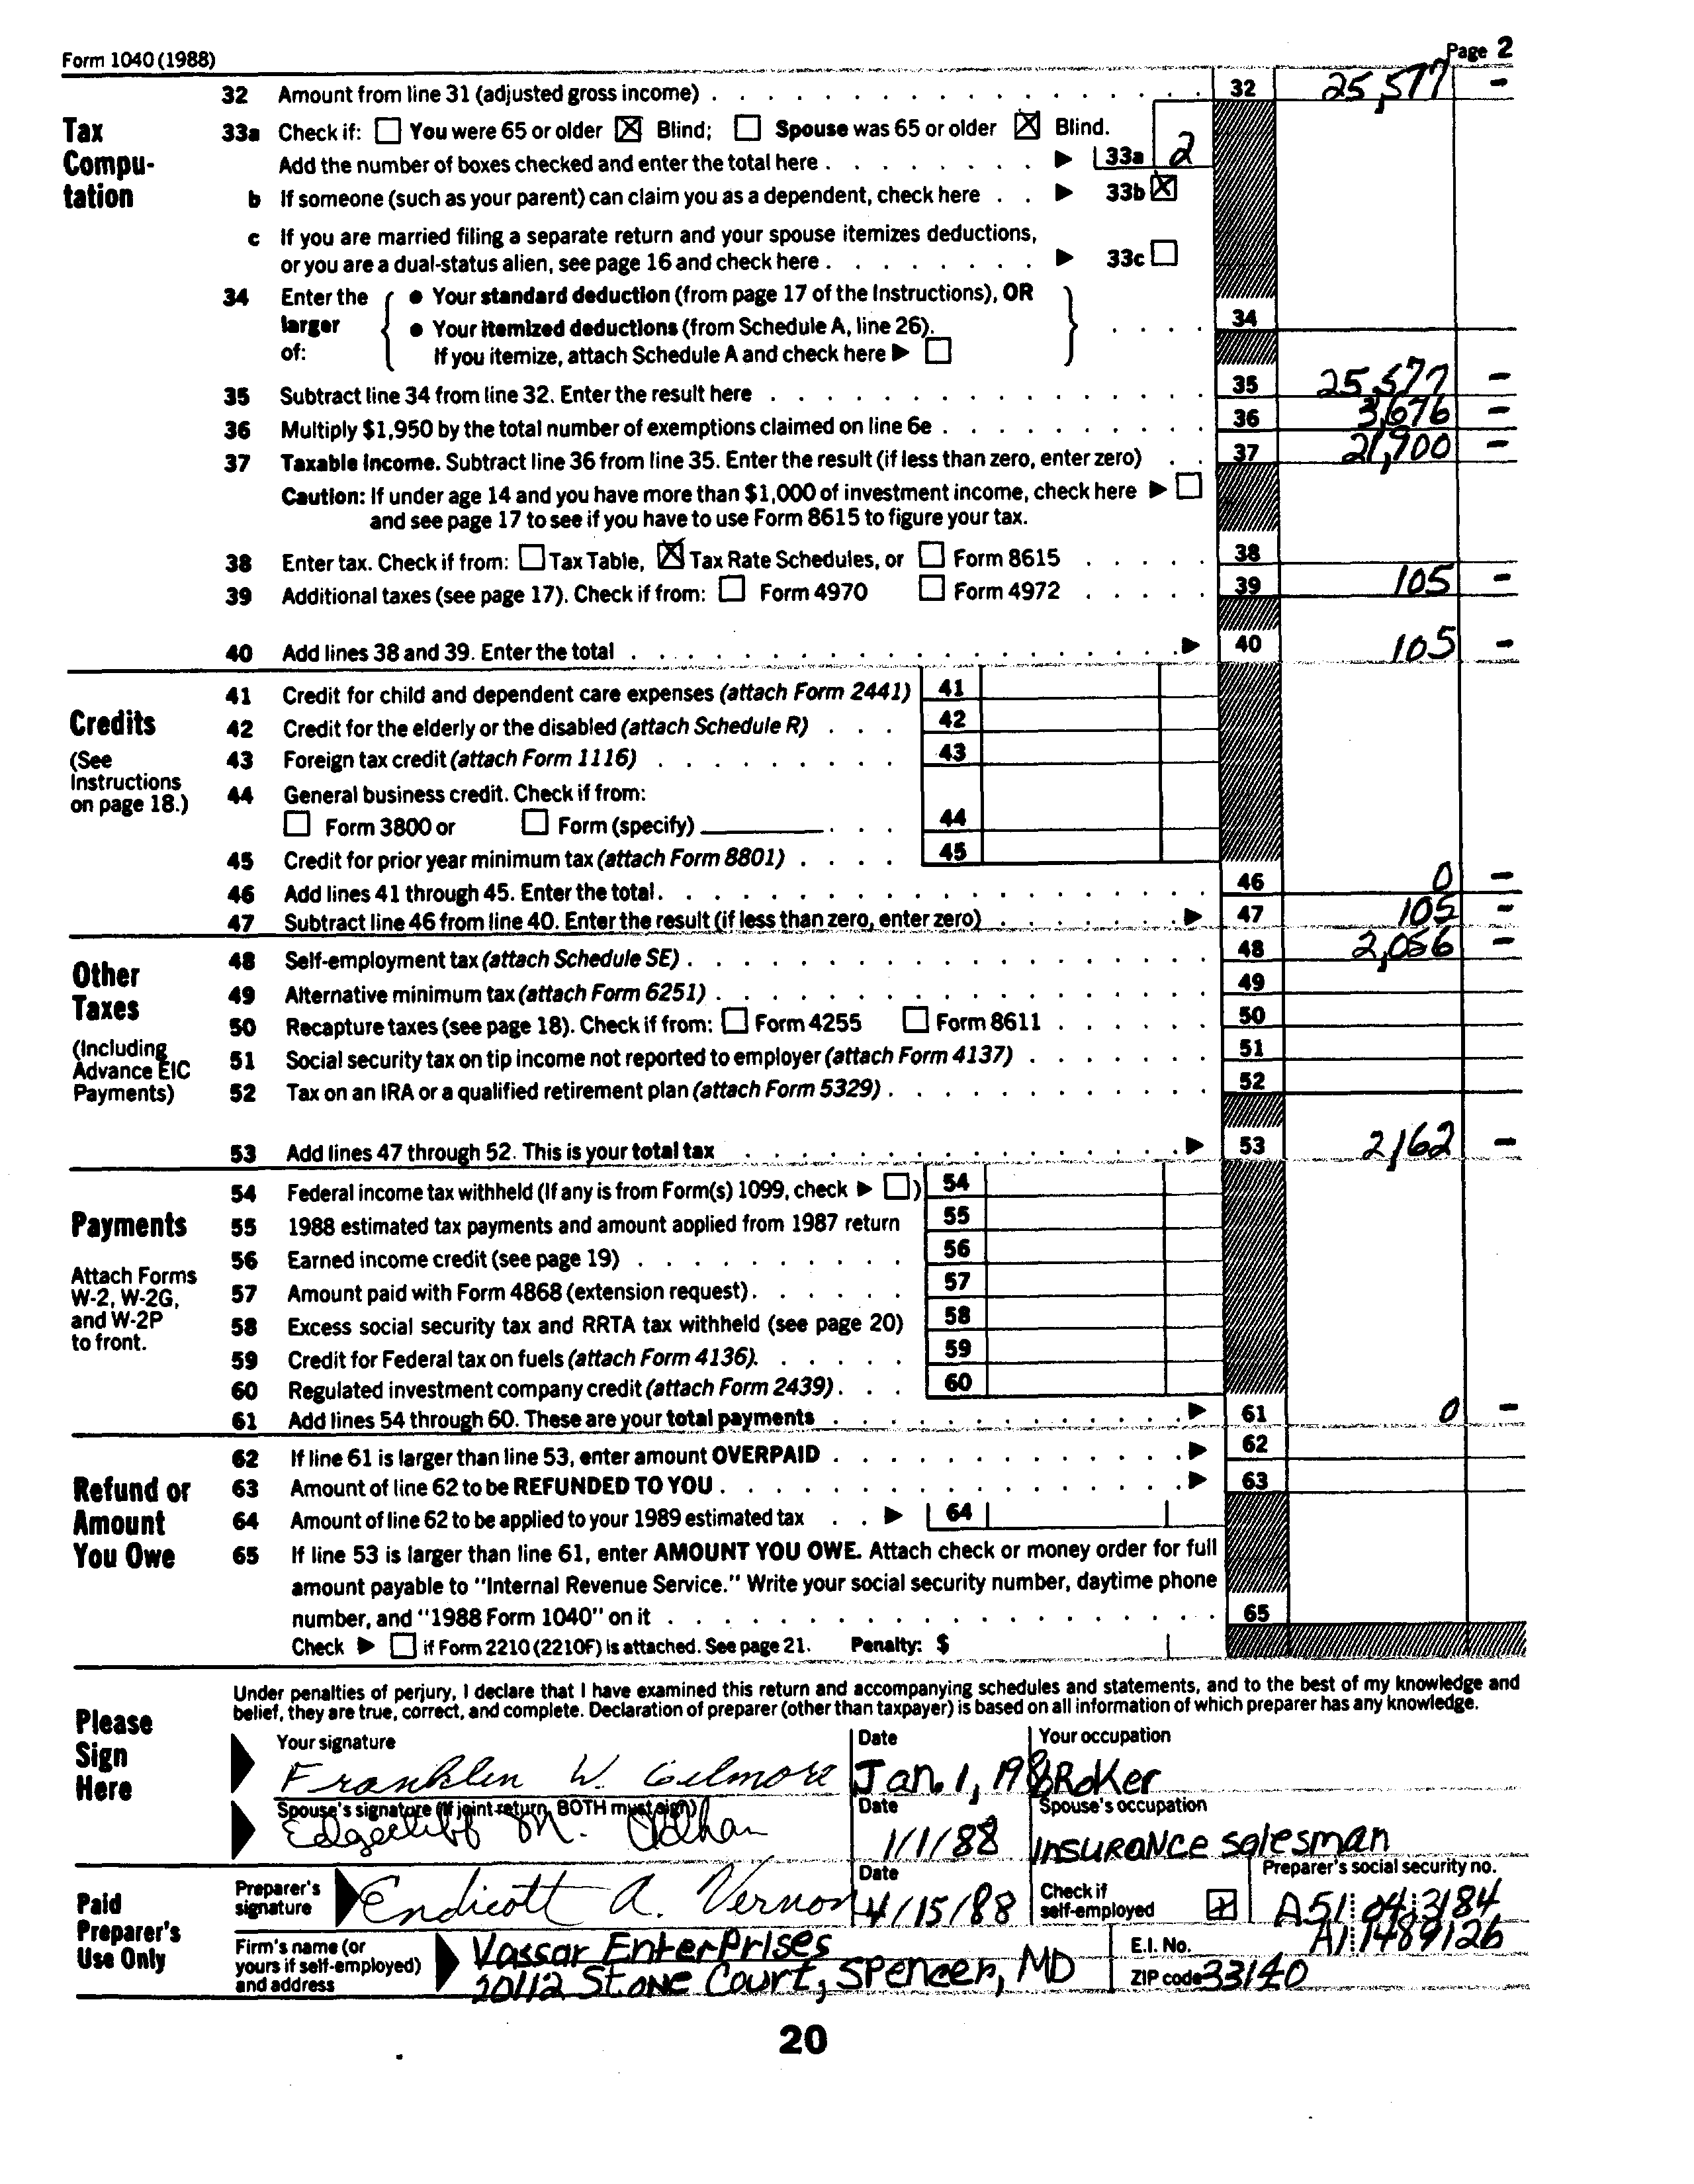 Form 1040 (1988) Page 2
32 Amount from line 31 (adjusted gross income) 32 25,577 -
Tax Compu-tation
33a Check if: ☐ You were 65 or older ☒ Blind; ☐ Spouse was 65 or older ☒ Blind.
Add the number of boxes checked and enter the total here ▶ 33a 2
b If someone (such as your parent) can claim you as a dependent, check here ▶ 33b ☒
c If you are married filing a separate return and your spouse itemizes deductions,
or you are a dual-status alien, see page 16 and check here ▶ 33c ☐
34 Enter the larger of: { • Your standard deduction (from page 17 of the Instructions), OR
• Your itemized deductions (from Schedule A, line 26). } 34
If you itemize, attach Schedule A and check here ▶ ☐
35 Subtract line 34 from line 32. Enter the result here 35 25,577 -
36 Multiply $1,950 by the total number of exemptions claimed on line 6e 36 3,676 -
37 Taxable income. Subtract line 36 from line 35. Enter the result (if less than zero, enter zero) 37 21,900 -
Caution: If under age 14 and you have more than $1,000 of investment income, check here ▶ ☐
and see page 17 to see if you have to use Form 8615 to figure your tax.
38 Enter tax. Check if from: ☐ Tax Table, ☒ Tax Rate Schedules, or ☐ Form 8615 38
39 Additional taxes (see page 17). Check if from: ☐ Form 4970 ☐ Form 4972 39 105 -
40 Add lines 38 and 39. Enter the total ▶ 40 105 -
Credits
(See Instructions on page 18.)
41 Credit for child and dependent care expenses (attach Form 2441) 41
42 Credit for the elderly or the disabled (attach Schedule R) 42
43 Foreign tax credit (attach Form 1116) 43
44 General business credit. Check if from:
☐ Form 3800 or ☐ Form (specify) 44
45 Credit for prior year minimum tax (attach Form 8801) 45
46 Add lines 41 through 45. Enter the total. 46 0 -
47 Subtract line 46 from line 40. Enter the result (if less than zero, enter zero) ▶ 47 105 -
Other Taxes
(Including Advance EIC Payments)
48 Self-employment tax (attach Schedule SE) 48 2,056 -
49 Alternative minimum tax (attach Form 6251) 49
50 Recapture taxes (see page 18). Check if from: ☐ Form 4255 ☐ Form 8611 50
51 Social security tax on tip income not reported to employer (attach Form 4137) 51
52 Tax on an IRA or a qualified retirement plan (attach Form 5329) 52
53 Add lines 47 through 52. This is your total tax ▶ 53 2,162 -
Payments
Attach Forms W-2, W-2G, and W-2P to front.
54 Federal income tax withheld (If any is from Form(s) 1099, check ▶ ☐) 54
55 1988 estimated tax payments and amount applied from 1987 return 55
56 Earned income credit (see page 19) 56
57 Amount paid with Form 4868 (extension request) 57
58 Excess social security tax and RRTA tax withheld (see page 20) 58
59 Credit for Federal tax on fuels (attach Form 4136). 59
60 Regulated investment company credit (attach Form 2439) 60
61 Add lines 54 through 60. These are your total payments ▶ 61 0 -
Refund or Amount You Owe
62 If line 61 is larger than line 53, enter amount OVERPAID ▶ 62
63 Amount of line 62 to be REFUNDED TO YOU ▶ 63
64 Amount of line 62 to be applied to your 1989 estimated tax ▶ 64
65 If line 53 is larger than line 61, enter AMOUNT YOU OWE. Attach check or money order for full
amount payable to "Internal Revenue Service." Write your social security number, daytime phone
number, and "1988 Form 1040" on it 65
Check ▶ ☐ if Form 2210 (2210F) is attached. See page 21. Penalty: $
Please Sign Here
Under penalties of perjury, I declare that I have examined this return and accompanying schedules and statements, and to the best of my knowledge and
belief, they are true, correct, and complete. Declaration of preparer (other than taxpayer) is based on all information of which preparer has any knowledge.
Your signature Date Your occupation
Franklin W. Gilmore Jan. 1, 198 BRoKer
Spouse's signature (if joint return, BOTH must sign) Date Spouse's occupation
Edgecliff M. 1/1/88 INSURANCe salesman
Paid Preparer's Use Only
Preparer's signature Endicott A. Vernon Date 4/15/88 Check if self-employed ☒ Preparer's social security no. A51 04 3184
Firm's name (or yours if self-employed) and address Vassar EnterPrises E.I. No. A1 1489126
20112 Stone Court, Spencer, MD ZIP code 33140
20